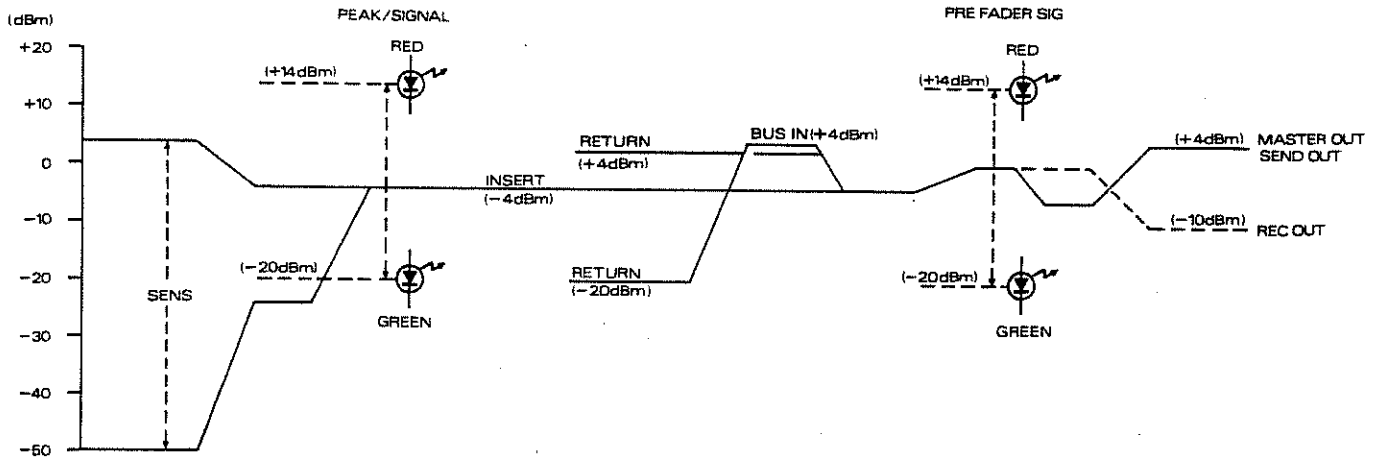 (dBm)
PEAK/SIGNAL
PRE FADER SIG
+20
+10
0
-10
-20
-30
-40
-50
SENS
RED
(+14dBm)
(-20dBm)
GREEN
INSERT
(-4dBm)
RETURN
(+4dBm)
BUS IN(+4dBm)
RETURN
(-20dBm)
RED
(+14dBm)
(-20dBm)
GREEN
(+4dBm)
MASTER OUT
SEND OUT
(-10dBm)
REC OUT